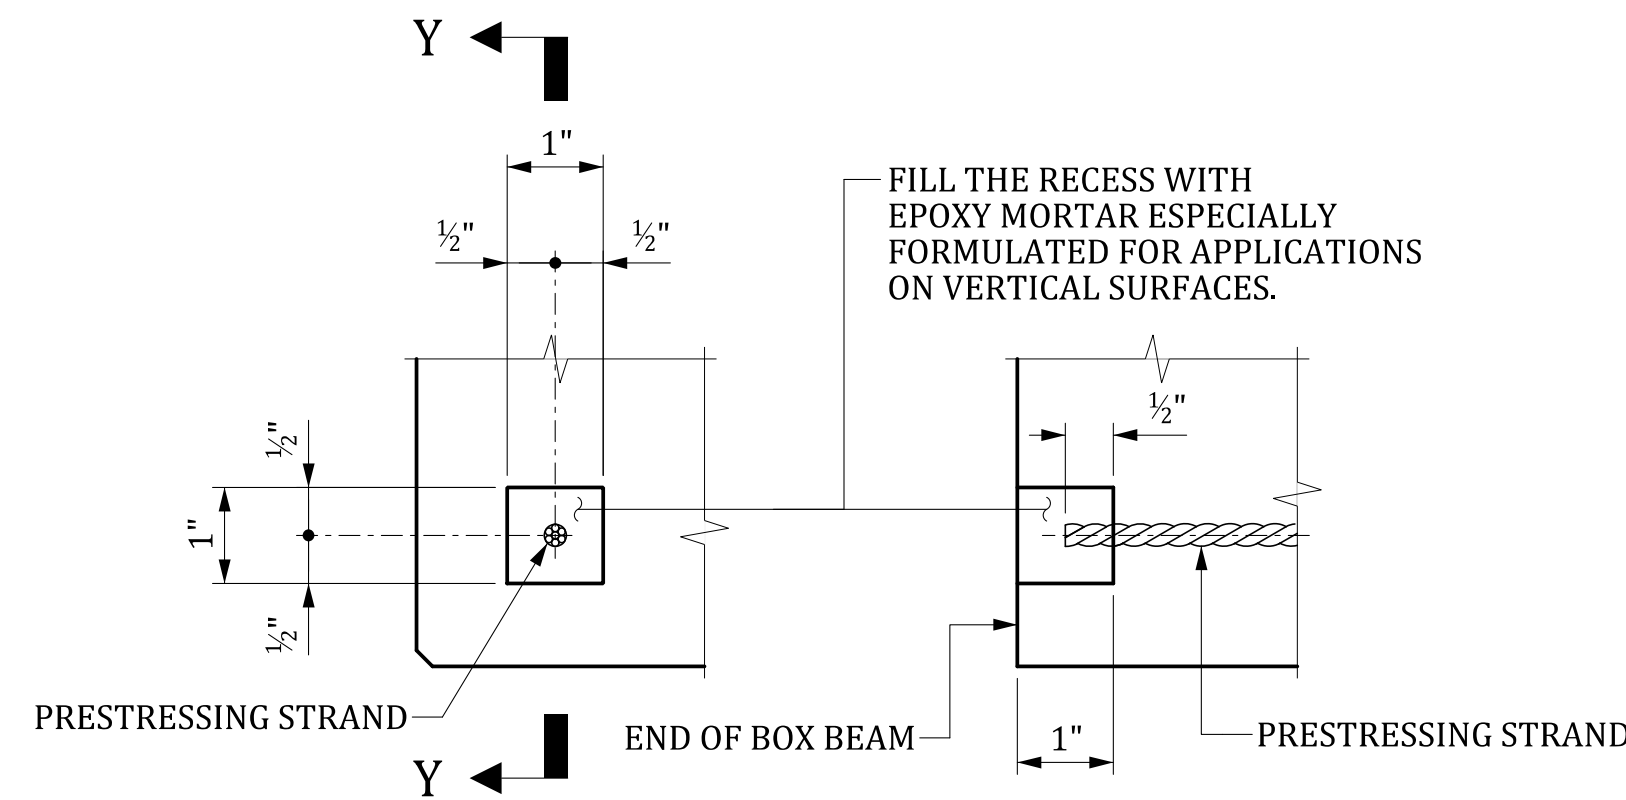 Y
1"
½"
½"
FILL THE RECESS WITH
EPOXY MORTAR ESPECIALLY
FORMULATED FOR APPLICATIONS
ON VERTICAL SURFACES.
½"
½"
1"
½"
PRESTRESSING STRAND
END OF BOX BEAM
1"
PRESTRESSING STRAND
Y